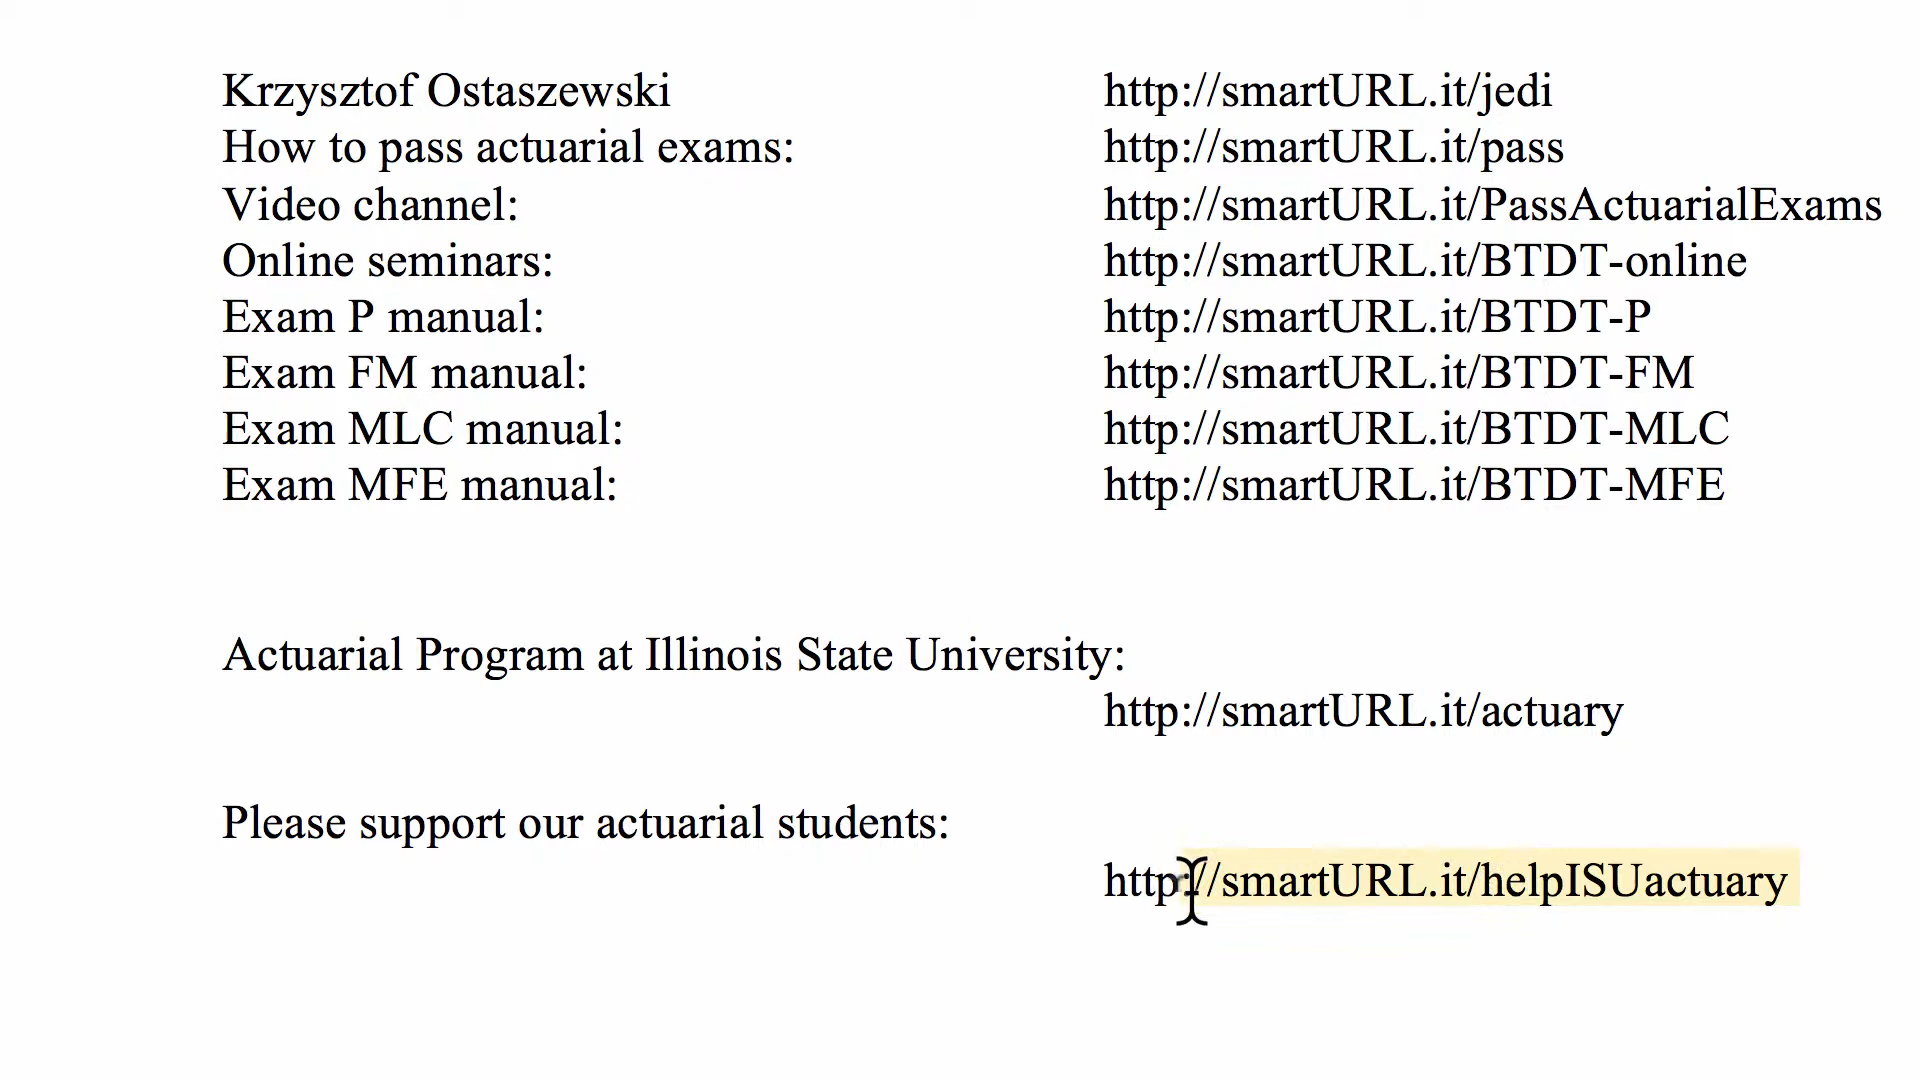 Krzysztof Ostaszewski http://smartURL.it/jedi
How to pass actuarial exams: http://smartURL.it/pass
Video channel: http://smartURL.it/PassActuarialExams
Online seminars: http://smartURL.it/BTDT-online
Exam P manual: http://smartURL.it/BTDT-P
Exam FM manual: http://smartURL.it/BTDT-FM
Exam MLC manual: http://smartURL.it/BTDT-MLC
Exam MFE manual: http://smartURL.it/BTDT-MFE
Actuarial Program at Illinois State University:
http://smartURL.it/actuary
Please support our actuarial students:
http://smartURL.it/helpISUactuary